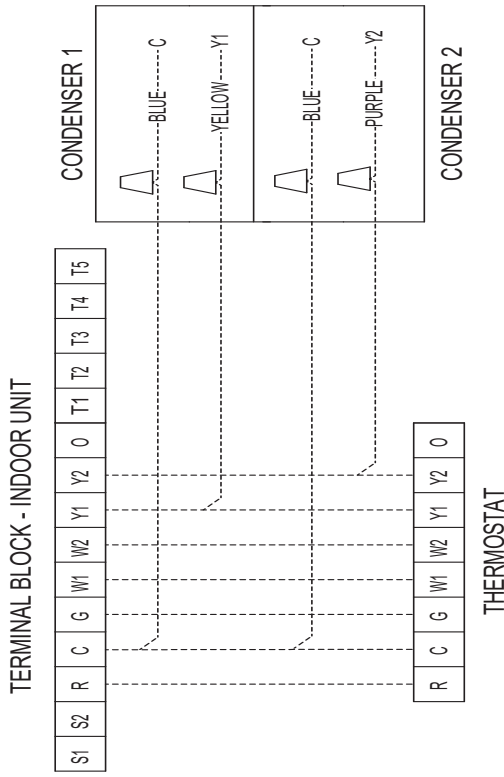 TERMINAL BLOCK - INDOOR UNIT
S1 S2 R C G W1 W2 Y1 Y2 O T1 T2 T3 T4 T5
CONDENSER 1
BLUE C
YELLOW Y1
BLUE C
PURPLE Y2
CONDENSER 2
R C G W1 W2 Y1 Y2 O
THERMOSTAT